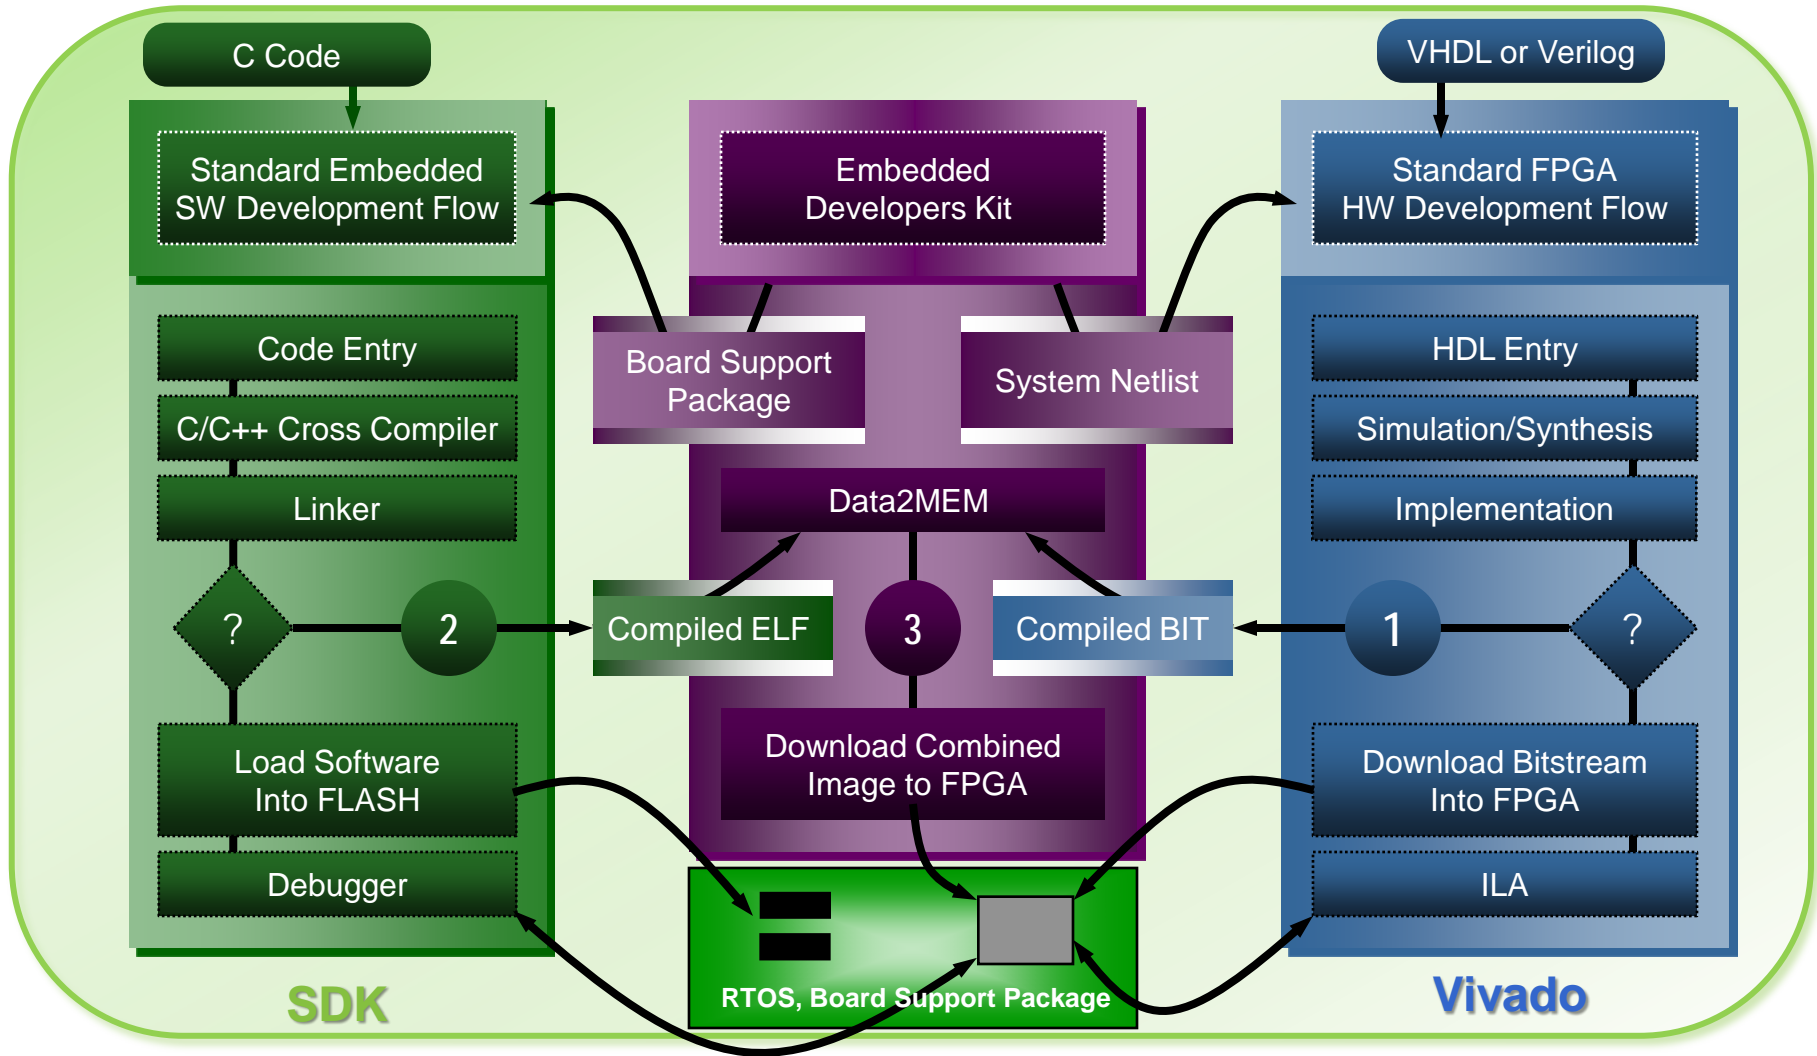 C Code
VHDL or Verilog
Standard Embedded
SW Development Flow
Embedded
Developers Kit
Standard FPGA
HW Development Flow
Code Entry
C/C++ Cross Compiler
Linker
Board Support
Package
System Netlist
HDL Entry
Simulation/Synthesis
Implementation
Data2MEM
?
2
Compiled ELF
3
Compiled BIT
1
?
Load Software
Into FLASH
Debugger
Download Combined
Image to FPGA
Download Bitstream
Into FPGA
ILA
RTOS, Board Support Package
SDK
Vivado